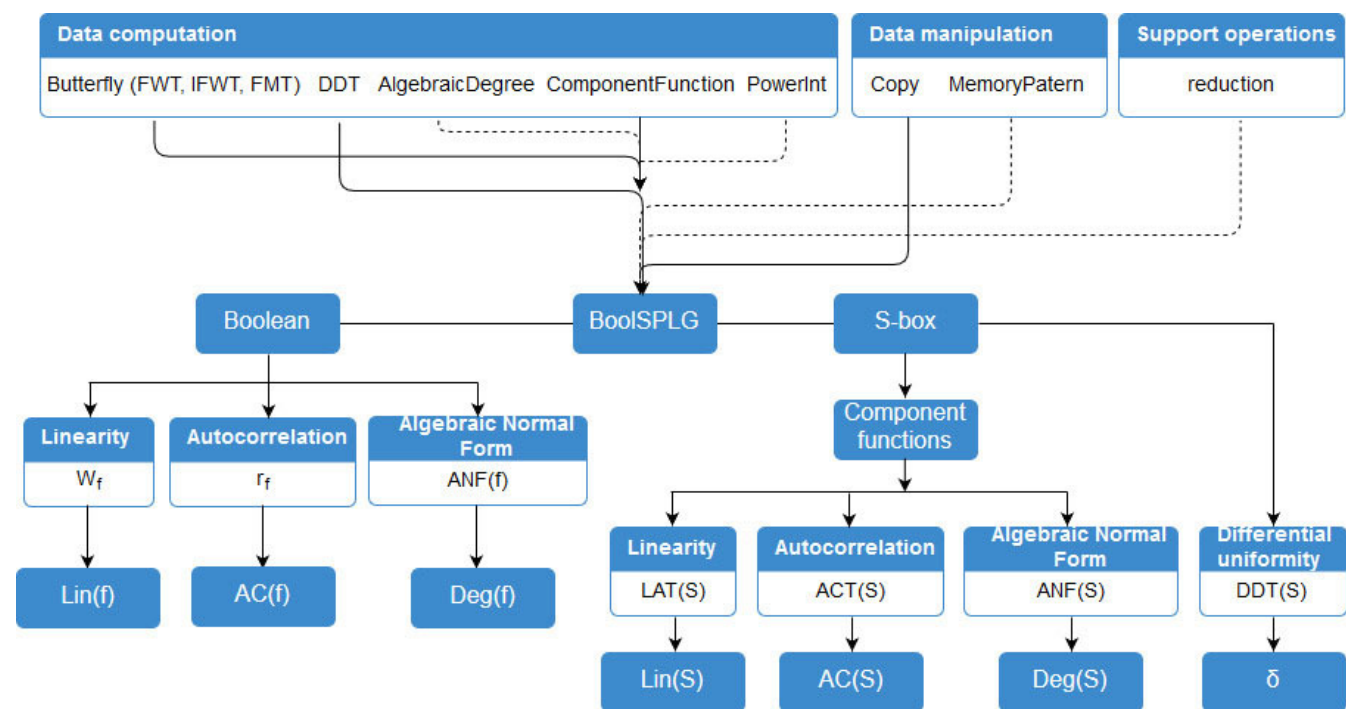 Data computation
Butterfly (FWT, IFWT, FMT) DDT AlgebraicDegree ComponentFunction PowerInt
Data manipulation
Copy MemoryPatern
Support operations
reduction
Boolean
BoolSPLG
S-box
Linearity
W_f
Autocorrelation
r_f
Algebraic Normal
Form
ANF(f)
Component
functions
Lin(f)
AC(f)
Deg(f)
Linearity
LAT(S)
Autocorrelation
ACT(S)
Algebraic Normal
Form
ANF(S)
Differential
uniformity
DDT(S)
Lin(S)
AC(S)
Deg(S)
δ